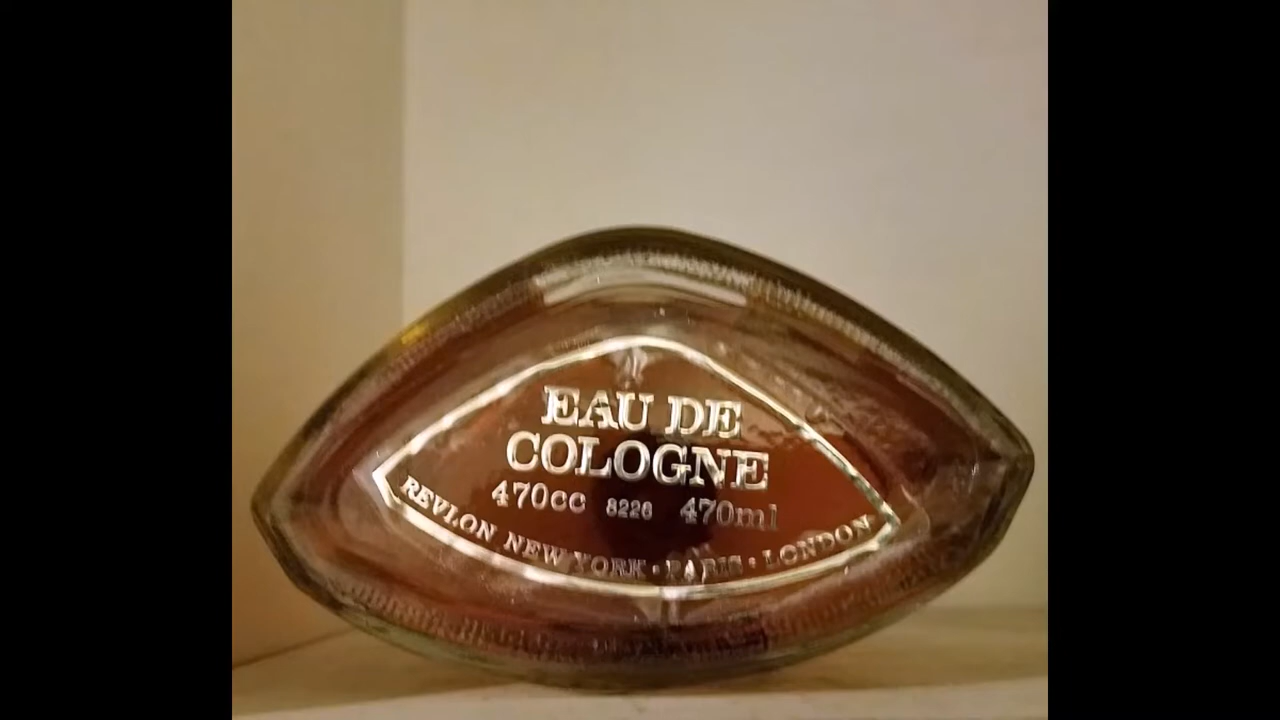 EAU DE
COLOGNE
470cc 8226 470ml
REVLON NEW YORK • PARIS • LONDON